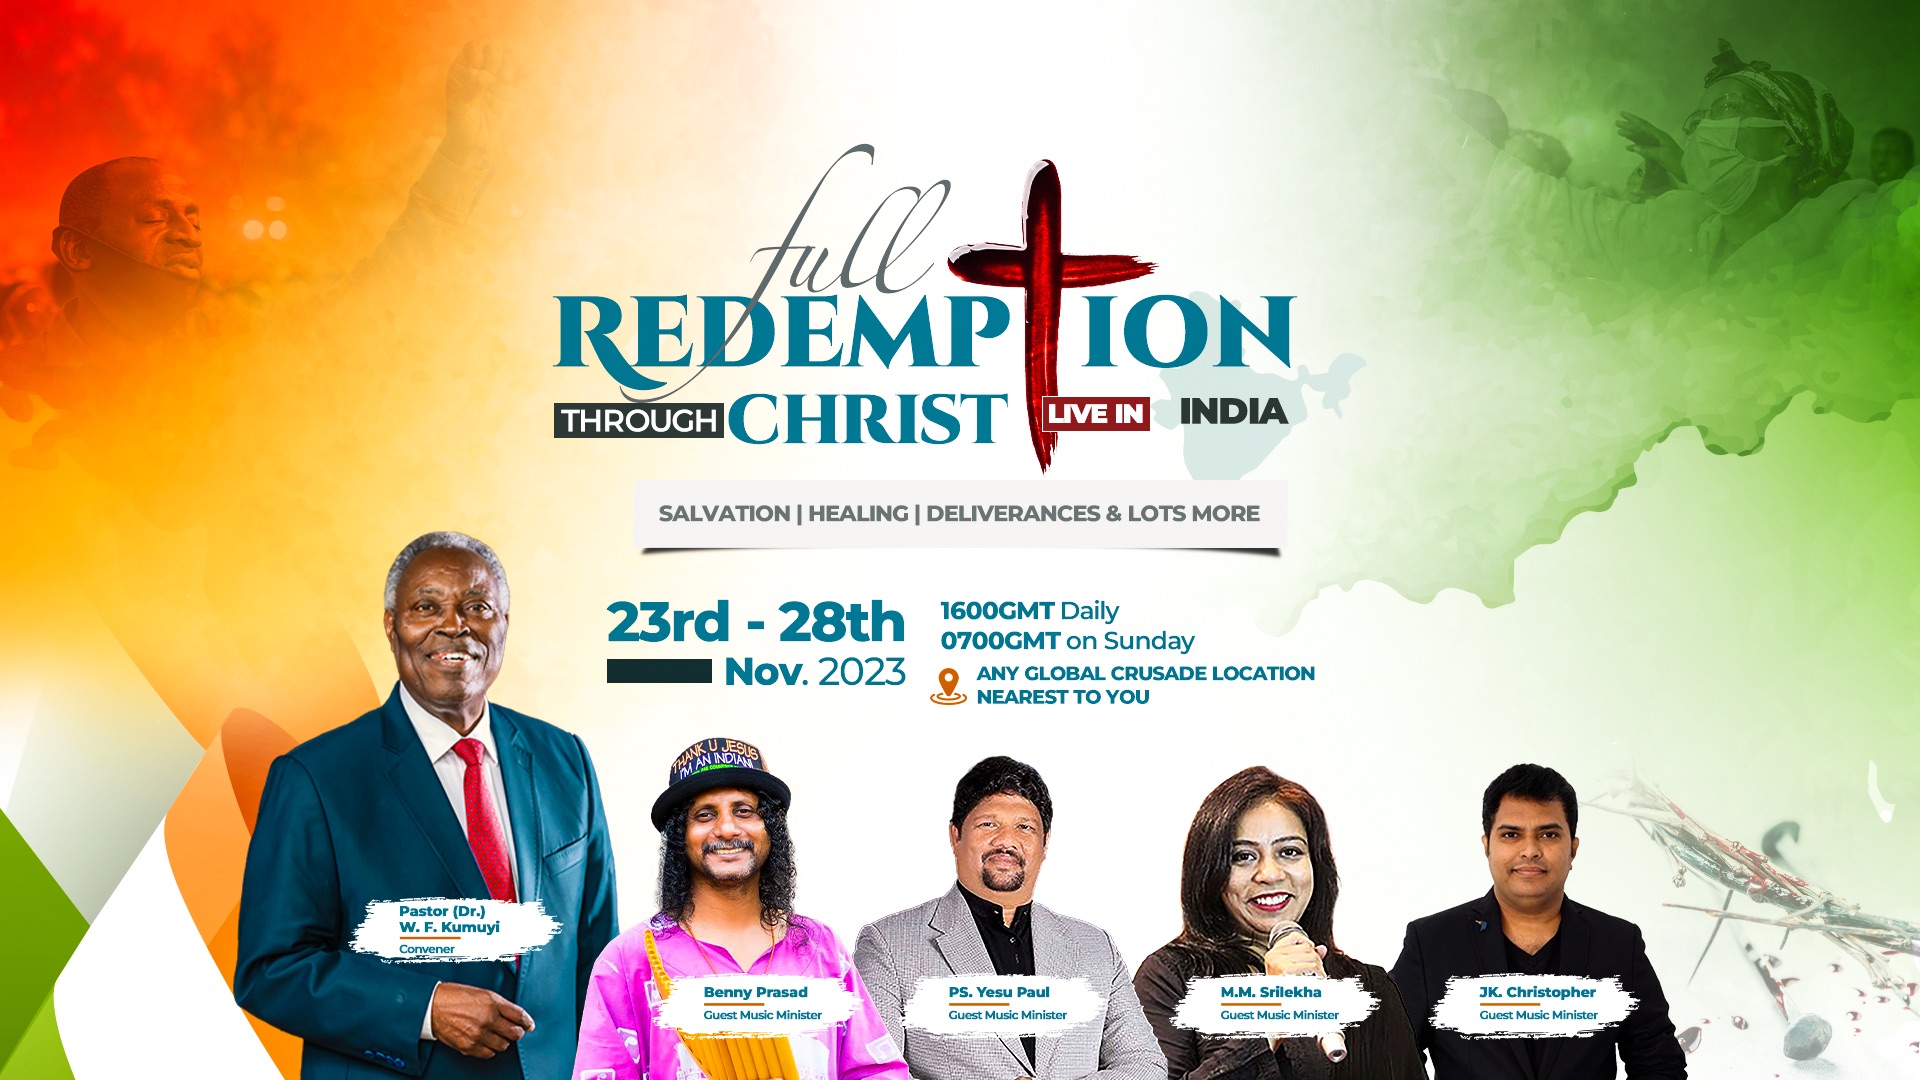 full
REDEMPTION
THROUGH CHRIST LIVE IN INDIA
SALVATION | HEALING | DELIVERANCES & LOTS MORE
23rd - 28th
Nov. 2023
1600GMT Daily
0700GMT on Sunday
ANY GLOBAL CRUSADE LOCATION
NEAREST TO YOU
THANK U JESUS
I'M AN INDIAN!
Pastor (Dr.)
W. F. Kumuyi
Convener
Benny Prasad
Guest Music Minister
PS. Yesu Paul
Guest Music Minister
M.M. Srilekha
Guest Music Minister
JK. Christopher
Guest Music Minister